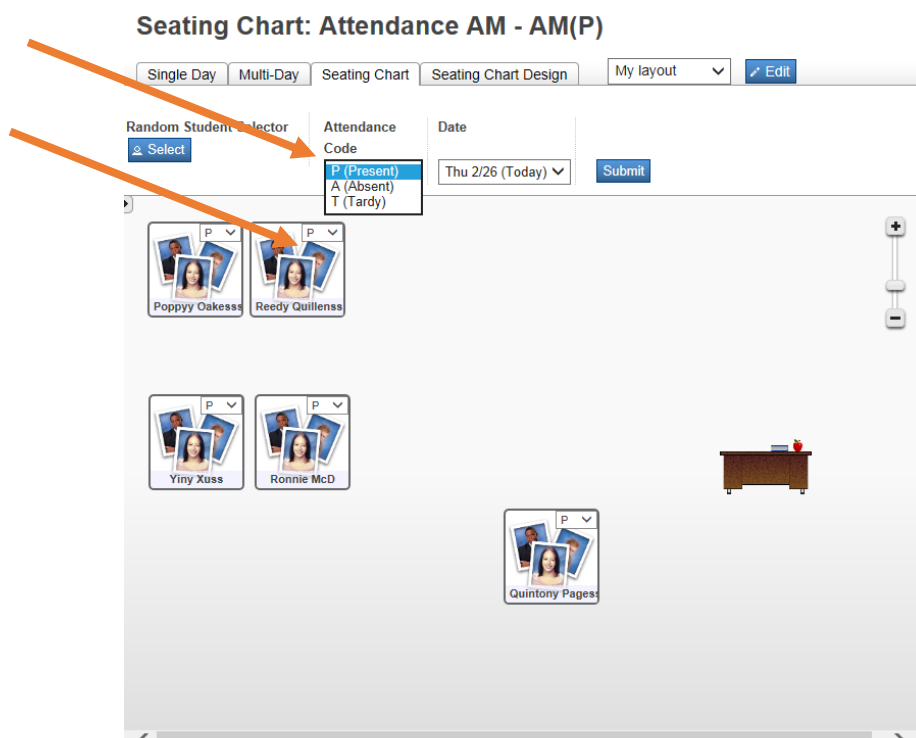 Seating Chart: Attendance AM - AM(P)
Single Day Multi-Day Seating Chart Seating Chart Design My layout Edit
Random Student Selector Attendance Code Date
Select P (Present) Thu 2/26 (Today) Submit
A (Absent)
T (Tardy)
P P
Poppyy Oakesss Reedy Quillenss
P P
Yiny Xuss Ronnie McD
P
Quintony Pagess